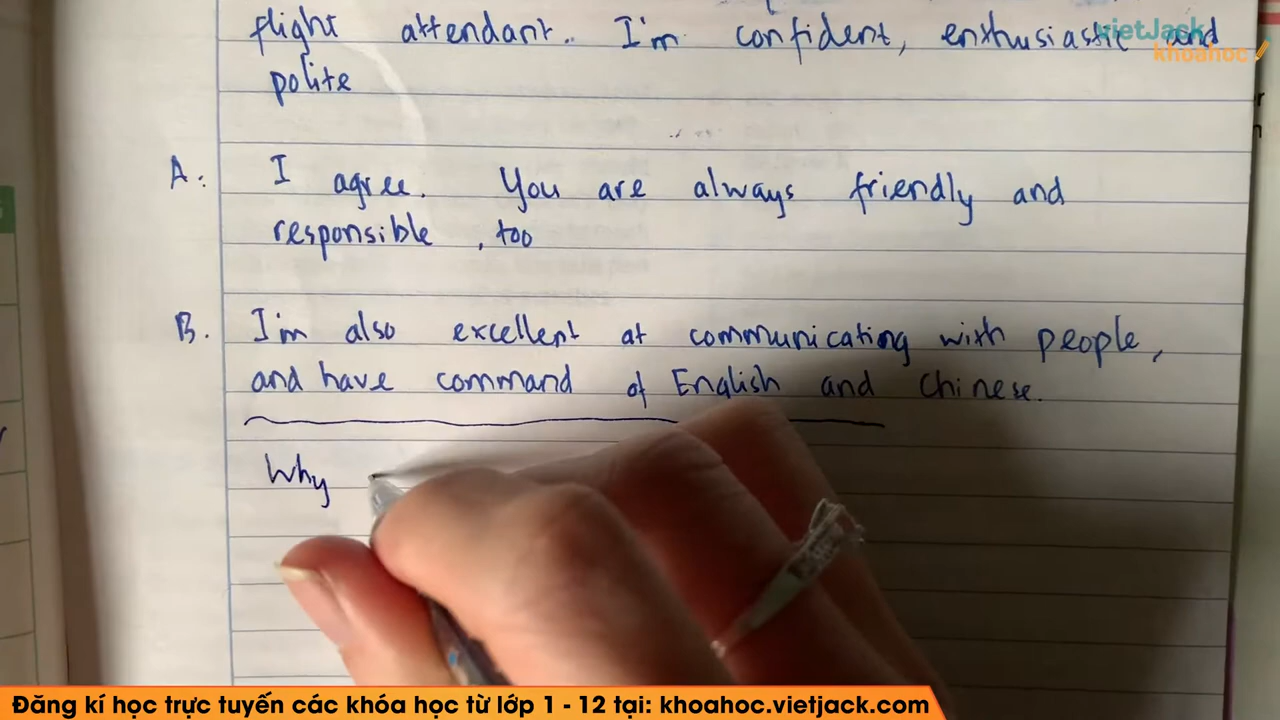 flight attendant. I'm confident, enthusiastic and
vietJack
khoahoc
polite
A: I agree. You are always friendly and
responsible, too
B. I'm also excellent at communicating with people,
and have command of English and Chinese.
Why
Đăng kí học trực tuyến các khóa học từ lớp 1 - 12 tại: khoahoc.vietjack.com